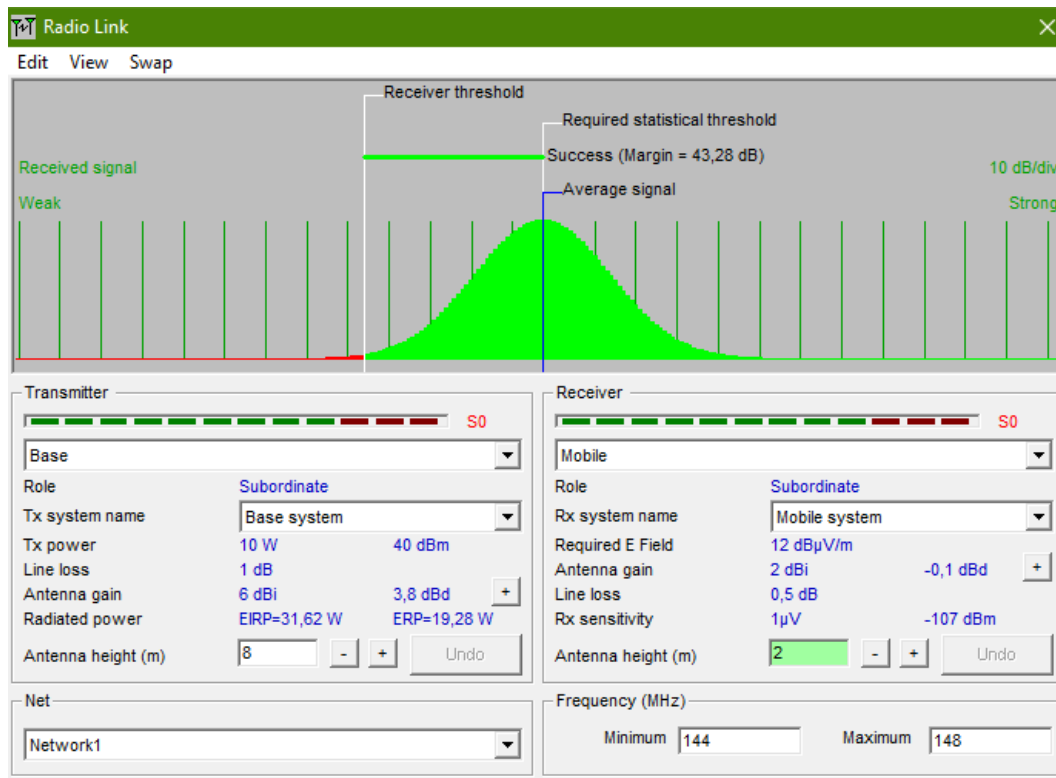 Radio Link
Edit View Swap
Receiver threshold
Required statistical threshold
Success (Margin = 43,28 dB)
Received signal
10 dB/div
Average signal
Weak
Strong
Transmitter
S0
Base
Role Subordinate
Tx system name Base system
Tx power 10 W 40 dBm
Line loss 1 dB
Antenna gain 6 dBi 3,8 dBd +
Radiated power EIRP=31,62 W ERP=19,28 W
Antenna height (m) 8 - + Undo
Net
Network1
Receiver
S0
Mobile
Role Subordinate
Rx system name Mobile system
Required E Field 12 dBµV/m
Antenna gain 2 dBi -0,1 dBd +
Line loss 0,5 dB
Rx sensitivity 1µV -107 dBm
Antenna height (m) 2 - + Undo
Frequency (MHz)
Minimum 144 Maximum 148